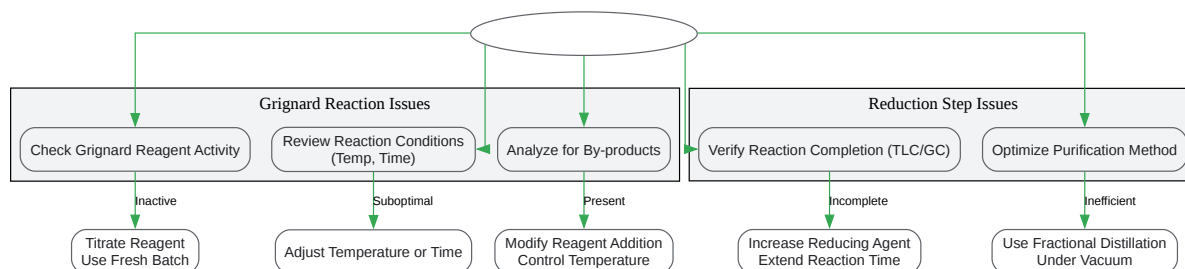 Grignard Reaction Issues
Reduction Step Issues
Check Grignard Reagent Activity
Review Reaction Conditions
(Temp, Time)
Analyze for By-products
Verify Reaction Completion (TLC/GC)
Optimize Purification Method
Inactive
Suboptimal
Present
Incomplete
Inefficient
Titrate Reagent
Use Fresh Batch
Adjust Temperature or Time
Modify Reagent Addition
Control Temperature
Increase Reducing Agent
Extend Reaction Time
Use Fractional Distillation
Under Vacuum